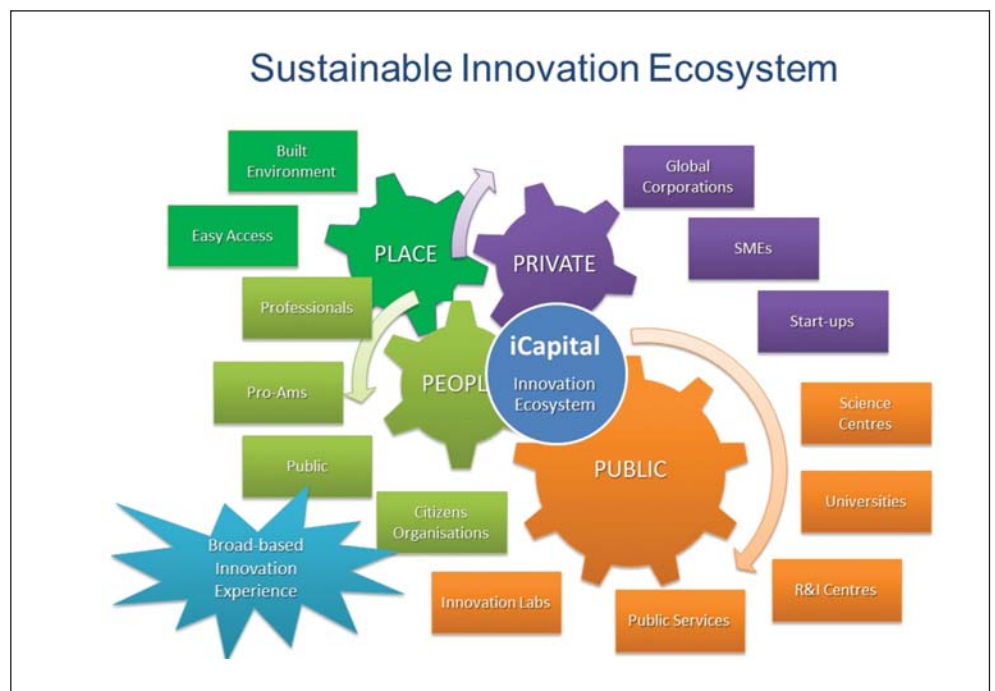 Sustainable Innovation Ecosystem
Built
Environment
Easy Access
PLACE
PRIVATE
Global
Corporations
SMEs
Start-ups
Professionals
Pro-Ams
Public
Citizens
Organisations
PEOPL
iCapital
Innovation
Ecosystem
PUBLIC
Science
Centres
Universities
R&I Centres
Public Services
Innovation Labs
Broad-based
Innovation
Experience